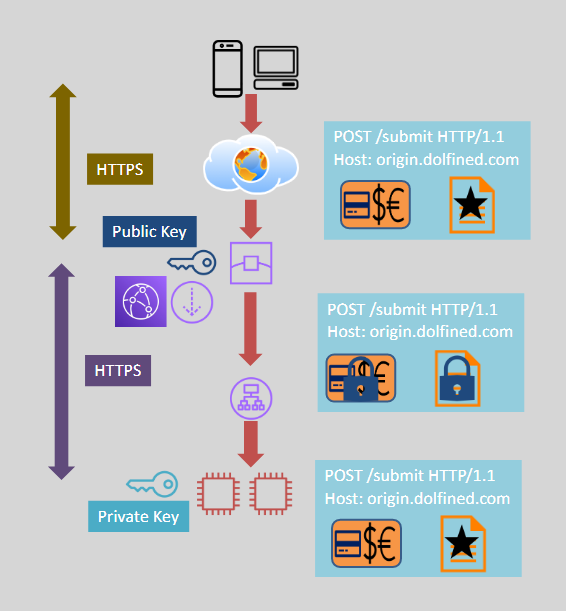 POST /submit HTTP/1.1
Host: origin.dolfined.com
HTTPS
$€
Public Key
POST /submit HTTP/1.1
Host: origin.dolfined.com
HTTPS
$€
POST /submit HTTP/1.1
Host: origin.dolfined.com
Private Key
$€